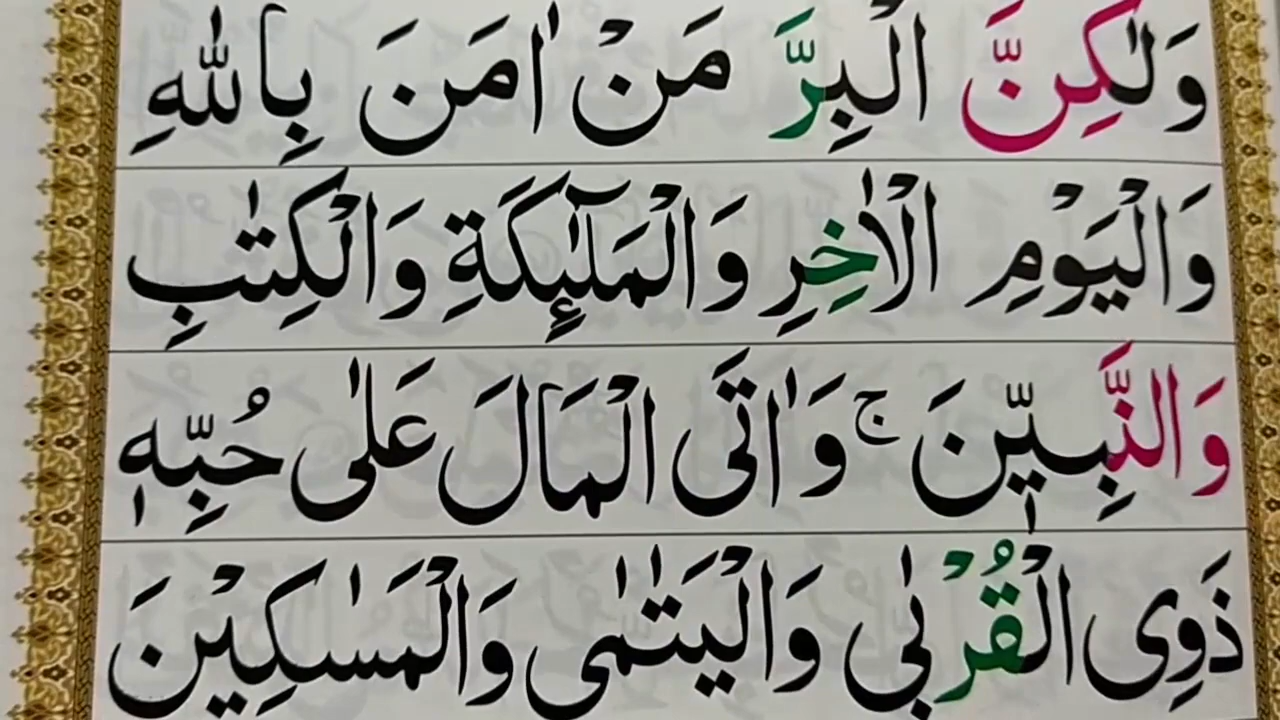 وَلٰكِنَّ الْبِرَّ مَنْ اٰمَنَ بِاللّٰهِ
وَالْيَوْمِ الْاٰخِرِ وَالْمَلٰٓئِكَةِ وَالْكِتٰبِ
وَالنَّبِيّٖنَ ۚ وَاٰتَى الْمَالَ عَلٰى حُبِّهٖ
ذَوِى الْقُرْبٰى وَالْيَتٰمٰى وَالْمَسٰكِيْنَ